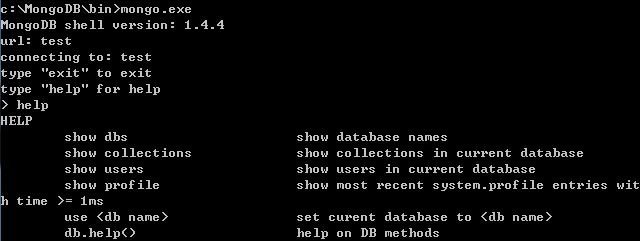 c:\MongoDB\bin>mongo.exe
MongoDB shell version: 1.4.4
url: test
connecting to: test
type "exit" to exit
type "help" for help
> help
HELP
show dbs show database names
show collections show collections in current database
show users show users in current database
show profile show most recent system.profile entries wit
h time >= 1ms
use <db name> set curent database to <db name>
db.help() help on DB methods